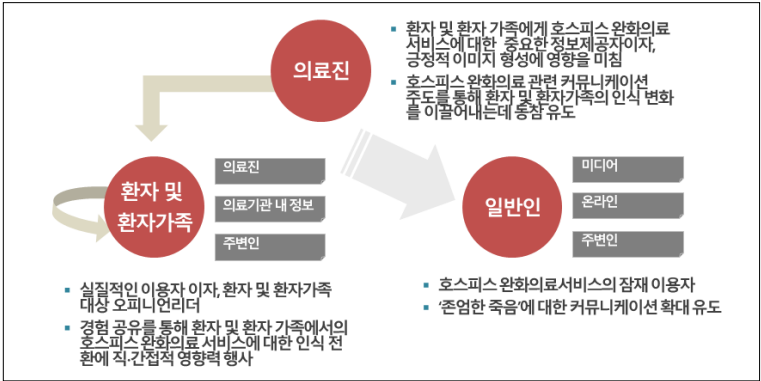 의료진
▪ 환자 및 환자 가족에게 호스피스 완화의료
서비스에 대한 중요한 정보제공자이자,
긍정적 이미지 형성에 영향을 미침
▪ 호스피스 완화의료 관련 커뮤니케이션
주도를 통해 환자 및 환자가족의 인식 변화
를 이끌어내는데 동참 유도
환자 및
환자가족
의료진
의료기관 내 정보
주변인
일반인
미디어
온라인
주변인
▪ 실질적인 이용자 이자, 환자 및 환자가족
대상 오피니언리더
▪ 경험 공유를 통해 환자 및 환자 가족에서의
호스피스 완화의료 서비스에 대한 인식 전
환에 직·간접적 영향력 행사
▪ 호스피스 완화의료서비스의 잠재 이용자
▪ ‘존엄한 죽음’에 대한 커뮤니케이션 확대 유도